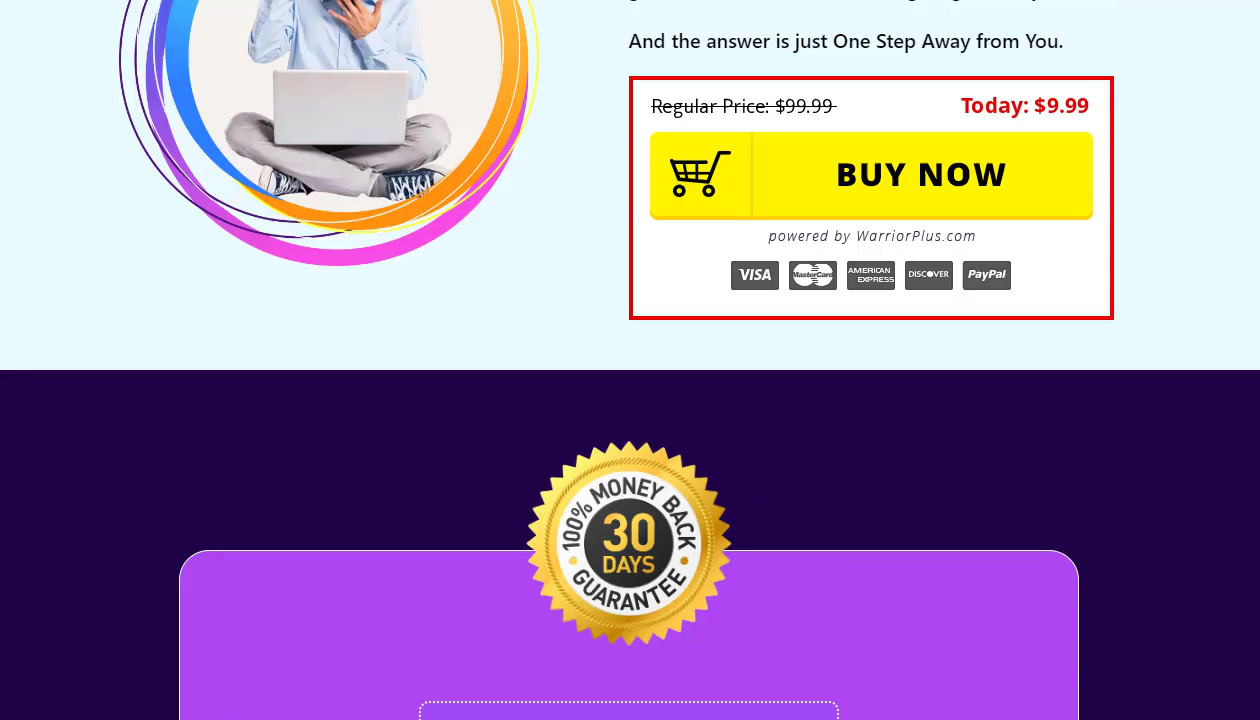 And the answer is just One Step Away from You.
Regular Price: $99.99
Today: $9.99
BUY NOW
powered by WarriorPlus.com
VISA
MasterCard
AMERICAN EXPRESS
DISCOVER
PayPal
100% MONEY BACK
30
DAYS
GUARANTEE